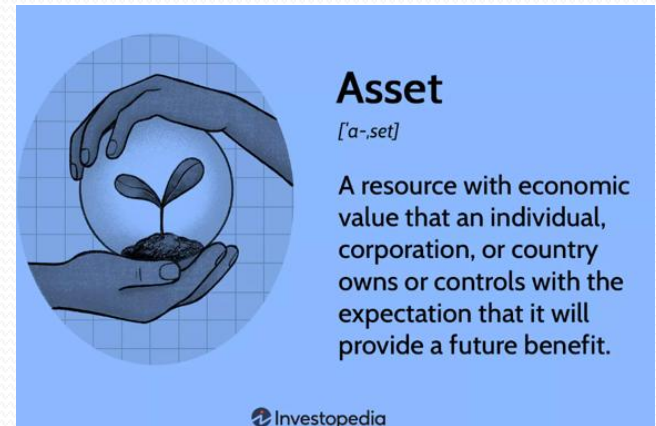 Asset
['a-,set]
A resource with economic
value that an individual,
corporation, or country
owns or controls with the
expectation that it will
provide a future benefit.
Investopedia